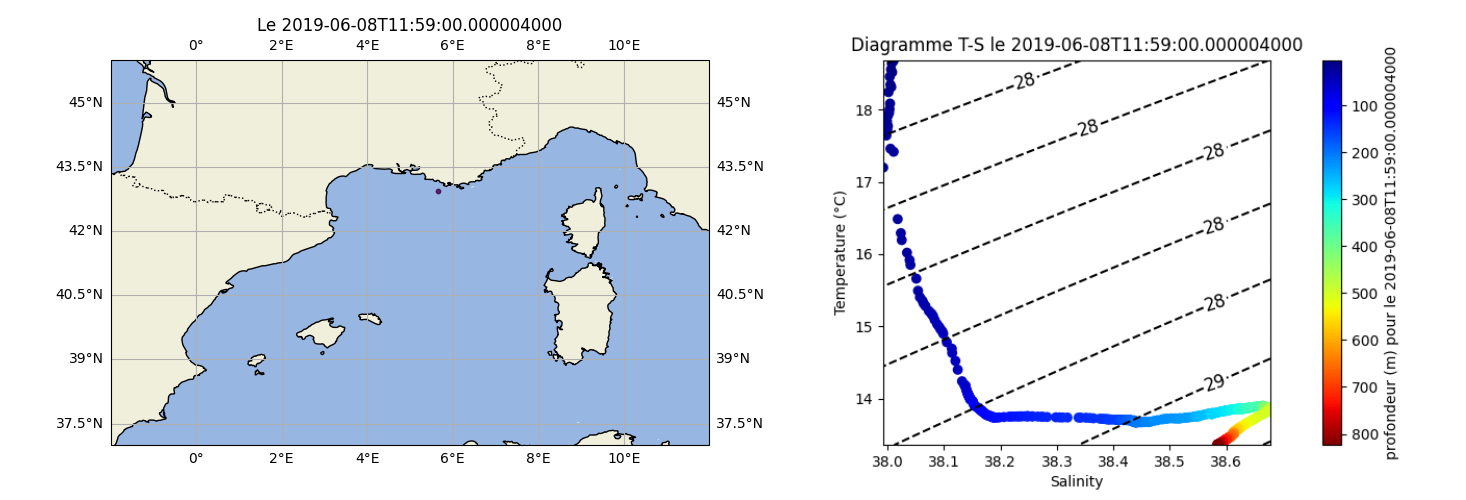 Le 2019-06-08T11:59:00.000004000
0° 2°E 4°E 6°E 8°E 10°E
45°N 45°N
43.5°N 43.5°N
42°N 42°N
40.5°N 40.5°N
39°N 39°N
37.5°N 37.5°N
0° 2°E 4°E 6°E 8°E 10°E
Diagramme T-S le 2019-06-08T11:59:00.000004000
Temperature (°C)
18
17
16
15
14
28
28
28
28
28
29
38.0 38.1 38.2 38.3 38.4 38.5 38.6
Salinity
100
200
300
400
500
600
700
800
profondeur (m) pour le 2019-06-08T11:59:00.000004000